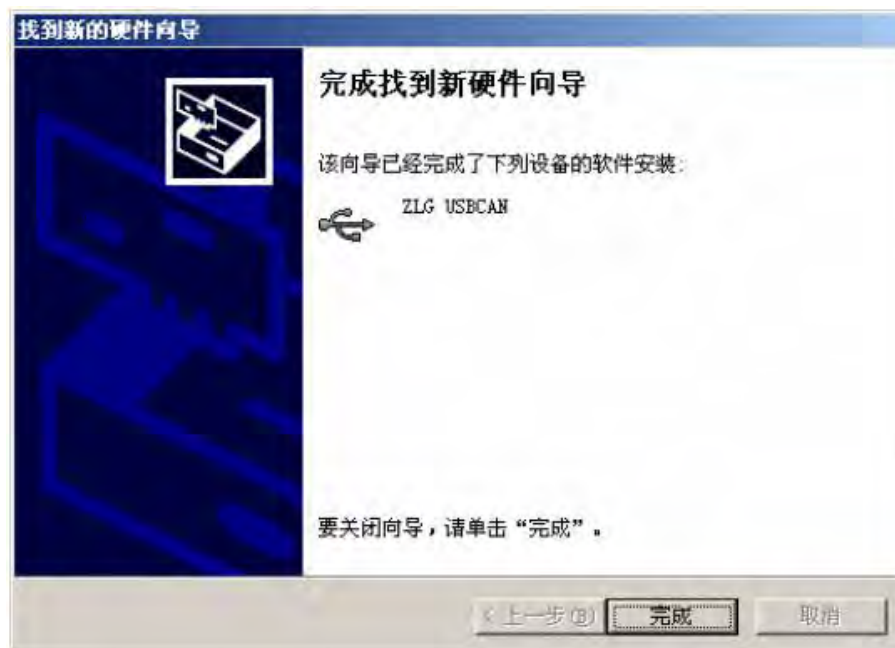 找到新的硬件向导
完成找到新硬件向导
该向导已经完成了下列设备的软件安装:
ZLG USBCAN
要关闭向导，请单击“完成”。
< 上一步(B)
完成
取消